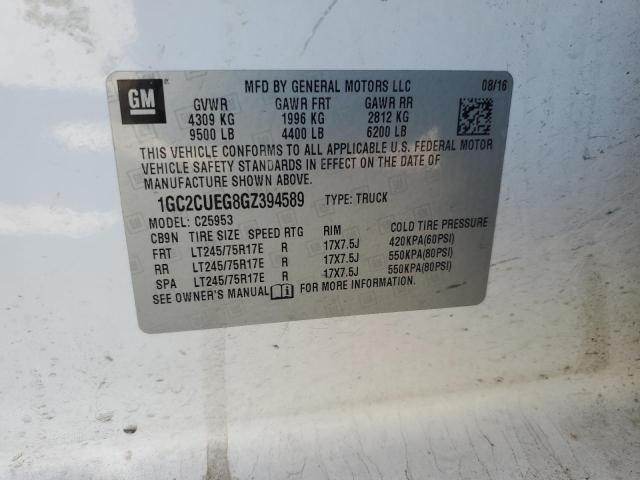 GM MFD BY GENERAL MOTORS LLC 08/16
GVWR GAWR FRT GAWR RR
4309 KG 1996 KG 2812 KG
9500 LB 4400 LB 6200 LB
THIS VEHICLE CONFORMS TO ALL APPLICABLE U.S. FEDERAL MOTOR
VEHICLE SAFETY STANDARDS IN EFFECT ON THE DATE OF
MANUFACTURE SHOWN ABOVE.
1GC2CUEG8GZ394589 TYPE: TRUCK
MODEL: C25953
CB9N TIRE SIZE SPEED RTG RIM COLD TIRE PRESSURE
FRT LT245/75R17E R 17X7.5J 420KPA(60PSI)
RR LT245/75R17E R 17X7.5J 550KPA(80PSI)
SPA LT245/75R17E R 17X7.5J 550KPA(80PSI)
SEE OWNER'S MANUAL FOR MORE INFORMATION.